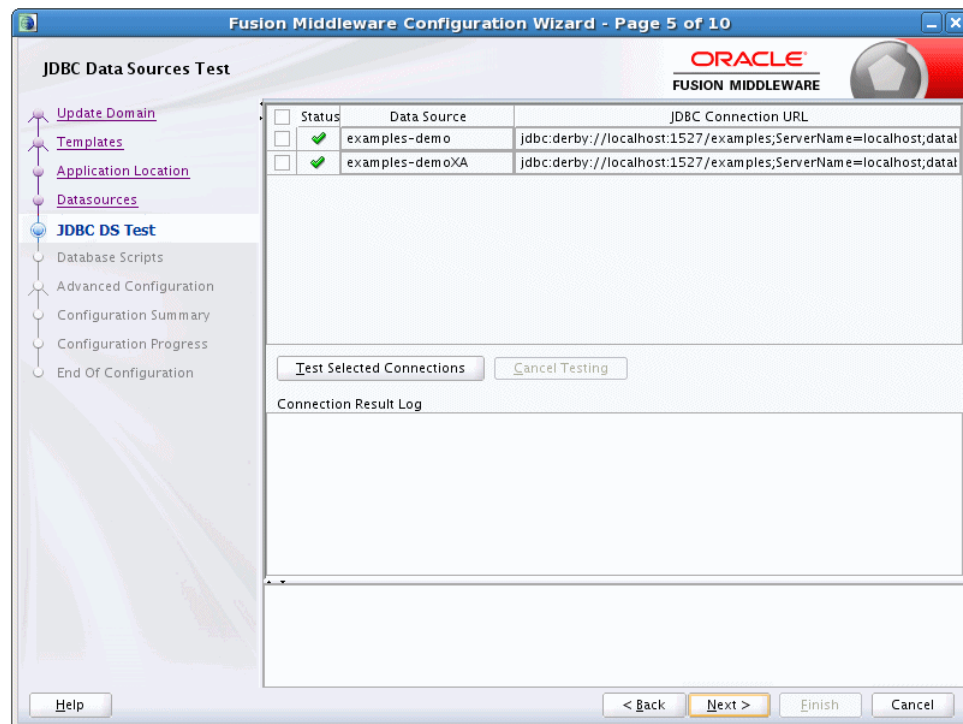 Fusion Middleware Configuration Wizard - Page 5 of 10
JDBC Data Sources Test
ORACLE
FUSION MIDDLEWARE
Update Domain
Templates
Application Location
Datasources
JDBC DS Test
Database Scripts
Advanced Configuration
Configuration Summary
Configuration Progress
End Of Configuration
Status Data Source JDBC Connection URL
examples-demo jdbc:derby://localhost:1527/examples;ServerName=localhost;datab
examples-demoXA jdbc:derby://localhost:1527/examples;ServerName=localhost;datab
Test Selected Connections Cancel Testing
Connection Result Log
Help < Back Next > Finish Cancel